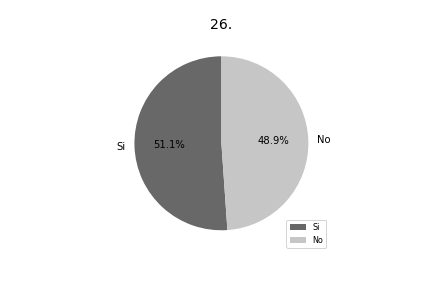 26.
Si
51.1%
48.9%
No
Si
No